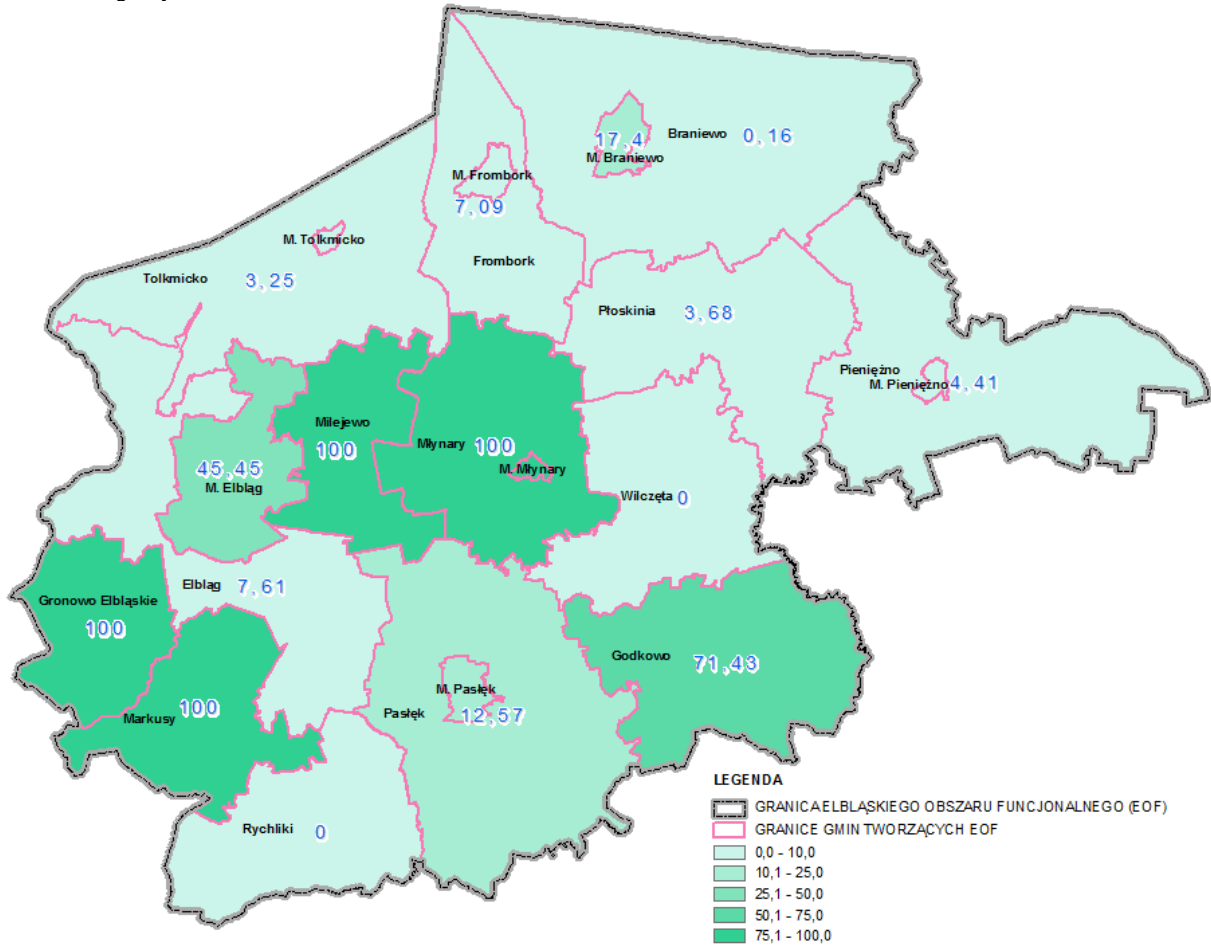 Braniewo 0,16
17,4
M. Braniewo
M. Frombork
7,09
Frombork
M. Tolkmicko
Tolkmicko 3,25
Płoskinia 3,68
Pieniężno
M. Pieniężno 4,41
Milejewo
100
Młynary 100
M. Młynary
45,45
M. Elbląg
Wilczęta 0
Elbląg 7,61
Gronowo Elbląskie
100
Godkowo 71,43
M. Pasłęk
Pasłęk 12,57
Markusy 100
Rychliki 0
LEGENDA
GRANICA ELBLĄSKIEGO OBSZARU FUNCJONALNEGO (EOF)
GRANICE GMIN TWORZĄCYCH EOF
0,0 - 10,0
10,1 - 25,0
25,1 - 50,0
50,1 - 75,0
75,1 - 100,0